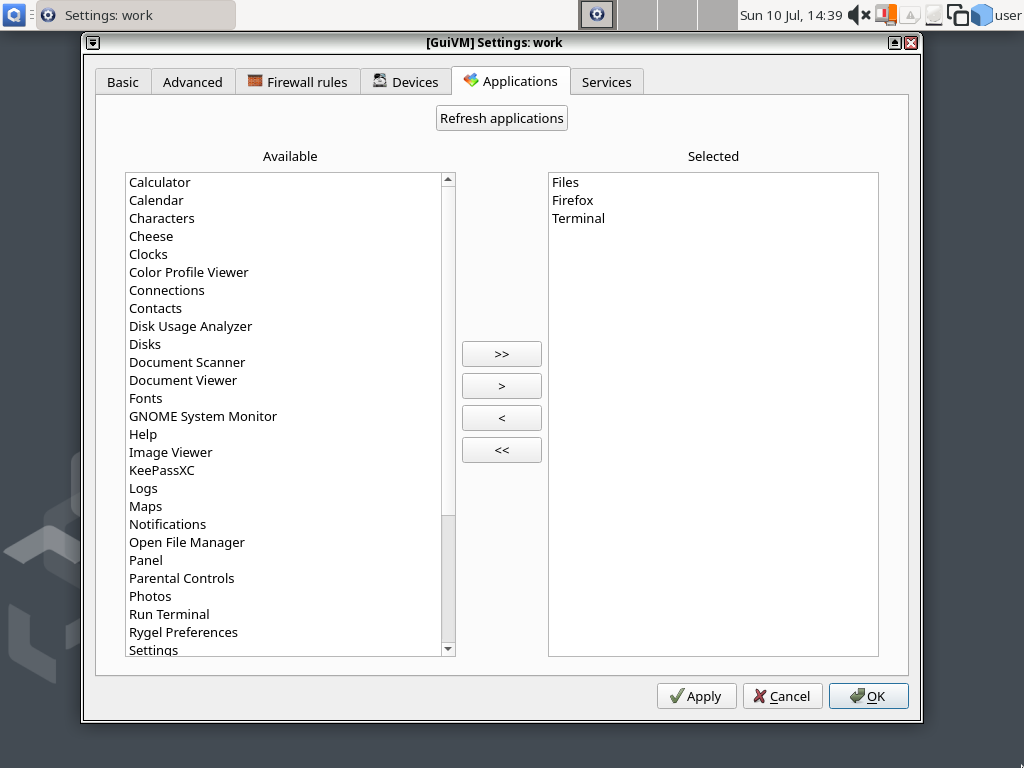 Settings: work
Sun 10 Jul, 14:39
user
[GuiVM] Settings: work
Basic
Advanced
Firewall rules
Devices
Applications
Services
Refresh applications
Available
Selected
Calculator
Calendar
Characters
Cheese
Clocks
Color Profile Viewer
Connections
Contacts
Disk Usage Analyzer
Disks
Document Scanner
Document Viewer
Fonts
GNOME System Monitor
Help
Image Viewer
KeePassXC
Logs
Maps
Notifications
Open File Manager
Panel
Parental Controls
Photos
Run Terminal
Rygel Preferences
Settings
>>
>
<
<<
Files
Firefox
Terminal
Apply
Cancel
OK